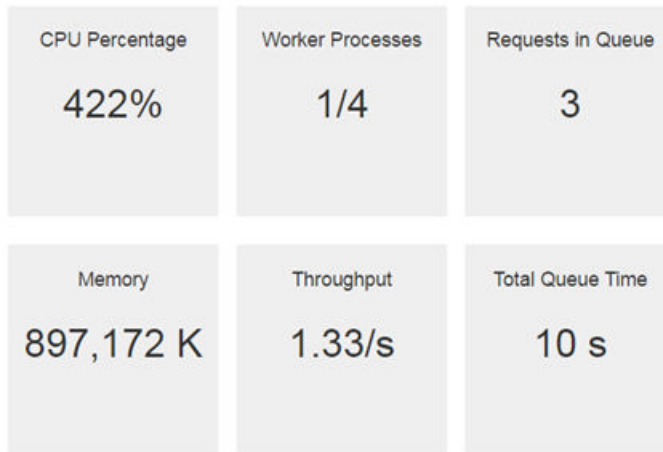 CPU Percentage
Worker Processes
Requests in Queue
422%
1/4
3
Memory
Throughput
Total Queue Time
897,172 K
1.33/s
10 s